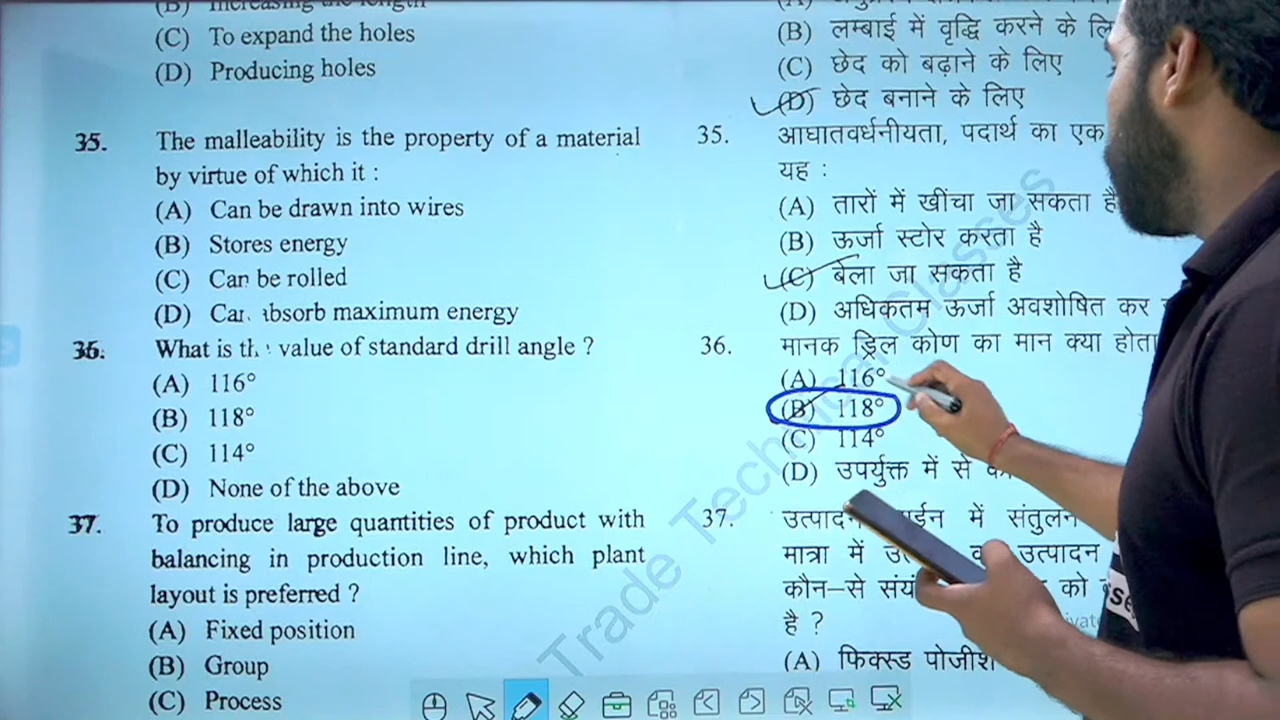 (B) Increasing the length
(C) To expand the holes
(D) Producing holes
35. The malleability is the property of a material
by virtue of which it :
(A) Can be drawn into wires
(B) Stores energy
(C) Can be rolled
(D) absorb maximum energy
36. What is value of standard drill angle ?
(A) 116°
(B) 118°
(C) 114°
(D) None of the above
37. To produce large quantities of product with
balancing in production line, which plant
layout is preferred ?
(A) Fixed position
(B) Group
(C) Process
(B) लम्बाई में वृद्धि करने के
(C) छेद को बढ़ाने के लिए
(D) छेद बनाने के लिए
35. आघातवर्धनीयता, पदार्थ का एक
यह :
(A) तारों में खींचा जा सकता है
(B) ऊर्जा स्टोर करता है
(C) बेला जा सकता है
(D) अधिकतम ऊर्जा अवशोषित कर
36. मानक ड्रिल कोण का मान क्या होता
(A) 116°
(B) 118°
(C) 114°
(D) उपर्युक्त में से
37. उत्पादन में संतुलन
मात्रा में उत्पादन
कौन–से को
है ?
(A) फिक्स्ड
Trade Technical Classes